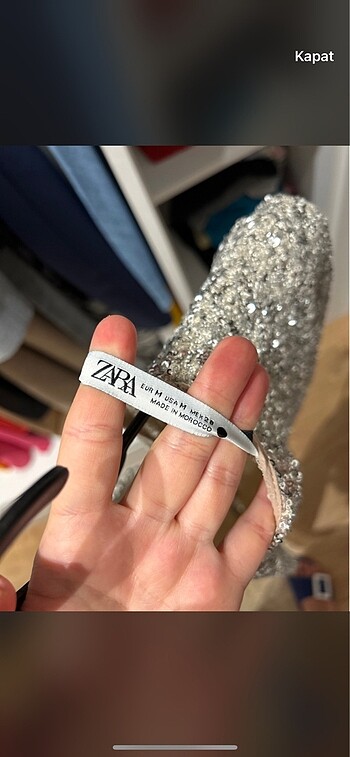 Kapat
ZARA
EUR M USA M MEX 28
MADE IN MOROCCO